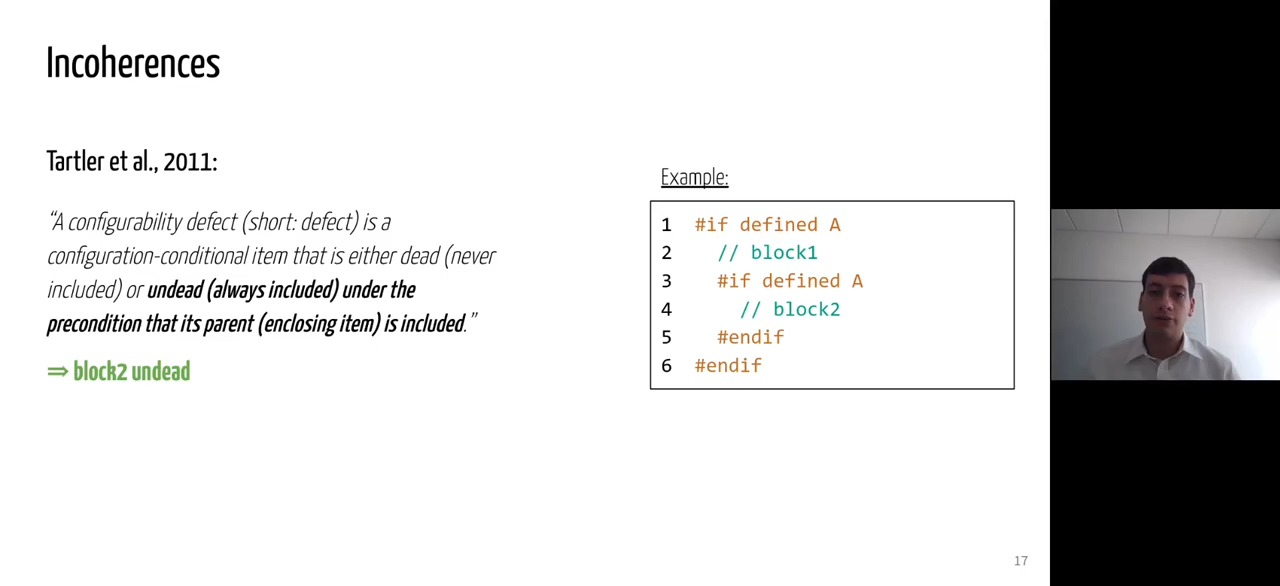 Incoherences
Tartler et al., 2011:
“A configurability defect (short: defect) is a
configuration-conditional item that is either dead (never
included) or undead (always included) under the
precondition that its parent (enclosing item) is included.”
⇒ block2 undead
Example:
1 #if defined A
2 // block1
3 #if defined A
4 // block2
5 #endif
6 #endif
17